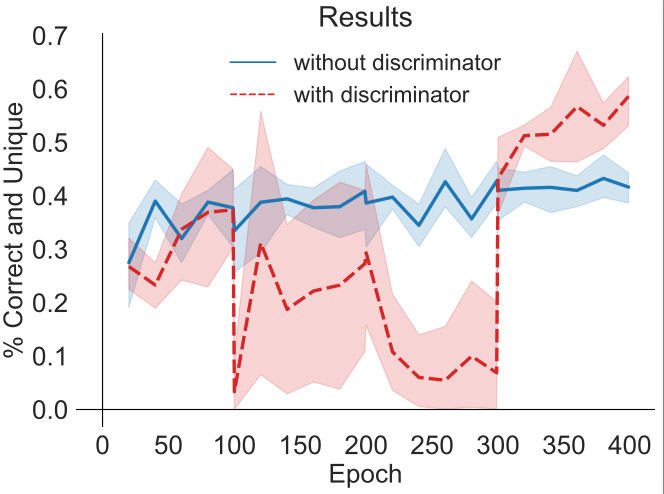 Results
without discriminator
with discriminator
% Correct and Unique
0.7
0.6
0.5
0.4
0.3
0.2
0.1
0.0
0 50 100 150 200 250 300 350 400
Epoch